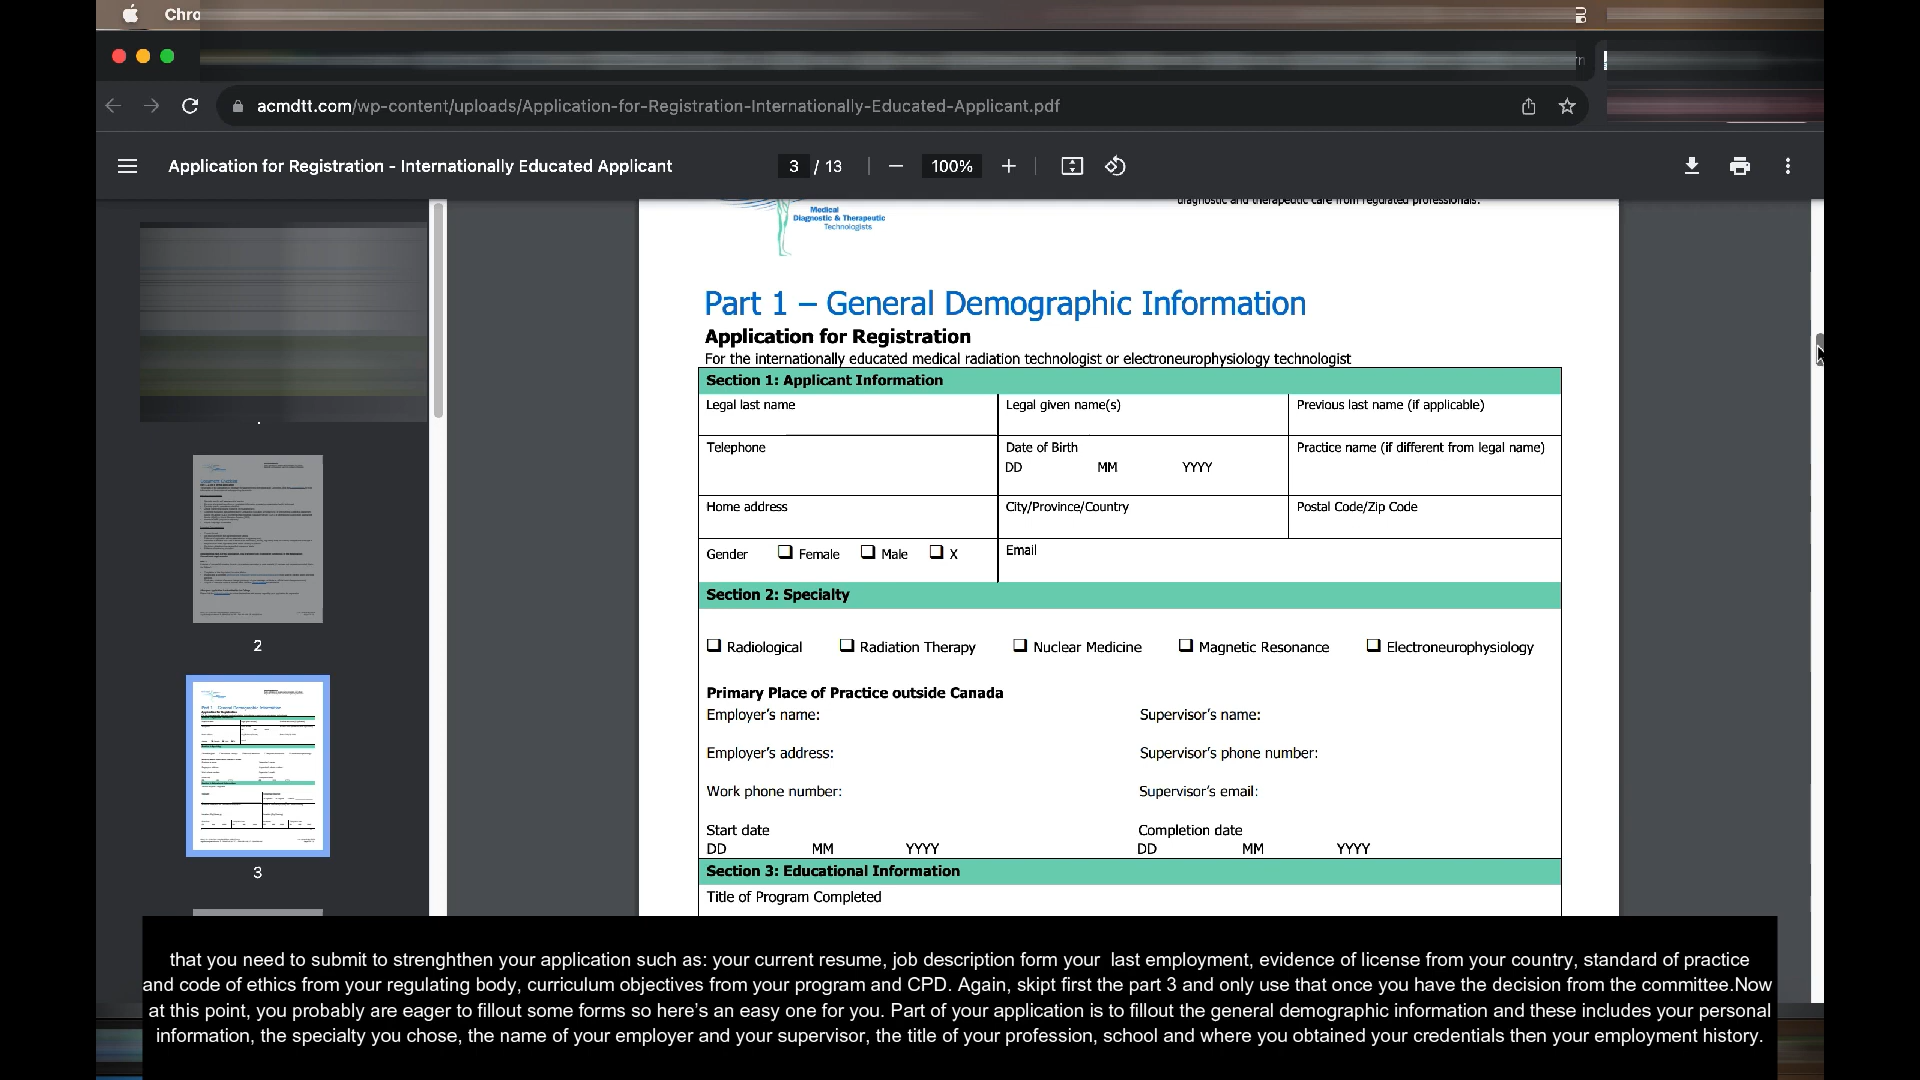 Chro
acmdtt.com/wp-content/uploads/Application-for-Registration-Internationally-Educated-Applicant.pdf
Application for Registration - Internationally Educated Applicant
3 / 13
100%
2
3
diagnostic and therapeutic care from regulated professionals.
Medical
Diagnostic & Therapeutic
Technologists
Part 1 – General Demographic Information
Application for Registration
For the internationally educated medical radiation technologist or electroneurophysiology technologist
Section 1: Applicant Information
Legal last name Legal given name(s) Previous last name (if applicable)
Telephone Date of Birth Practice name (if different from legal name)
DD MM YYYY
Home address City/Province/Country Postal Code/Zip Code
Gender Female Male X Email
Section 2: Specialty
Radiological Radiation Therapy Nuclear Medicine Magnetic Resonance Electroneurophysiology
Primary Place of Practice outside Canada
Employer's name: Supervisor's name:
Employer's address: Supervisor's phone number:
Work phone number: Supervisor's email:
Start date Completion date
DD MM YYYY DD MM YYYY
Section 3: Educational Information
Title of Program Completed
that you need to submit to strenghthen your application such as: your current resume, job description form your last employment, evidence of license from your country, standard of practice
and code of ethics from your regulating body, curriculum objectives from your program and CPD. Again, skipt first the part 3 and only use that once you have the decision from the committee.Now
at this point, you probably are eager to fillout some forms so here's an easy one for you. Part of your application is to fillout the general demographic information and these includes your personal
information, the specialty you chose, the name of your employer and your supervisor, the title of your profession, school and where you obtained your credentials then your employment history.